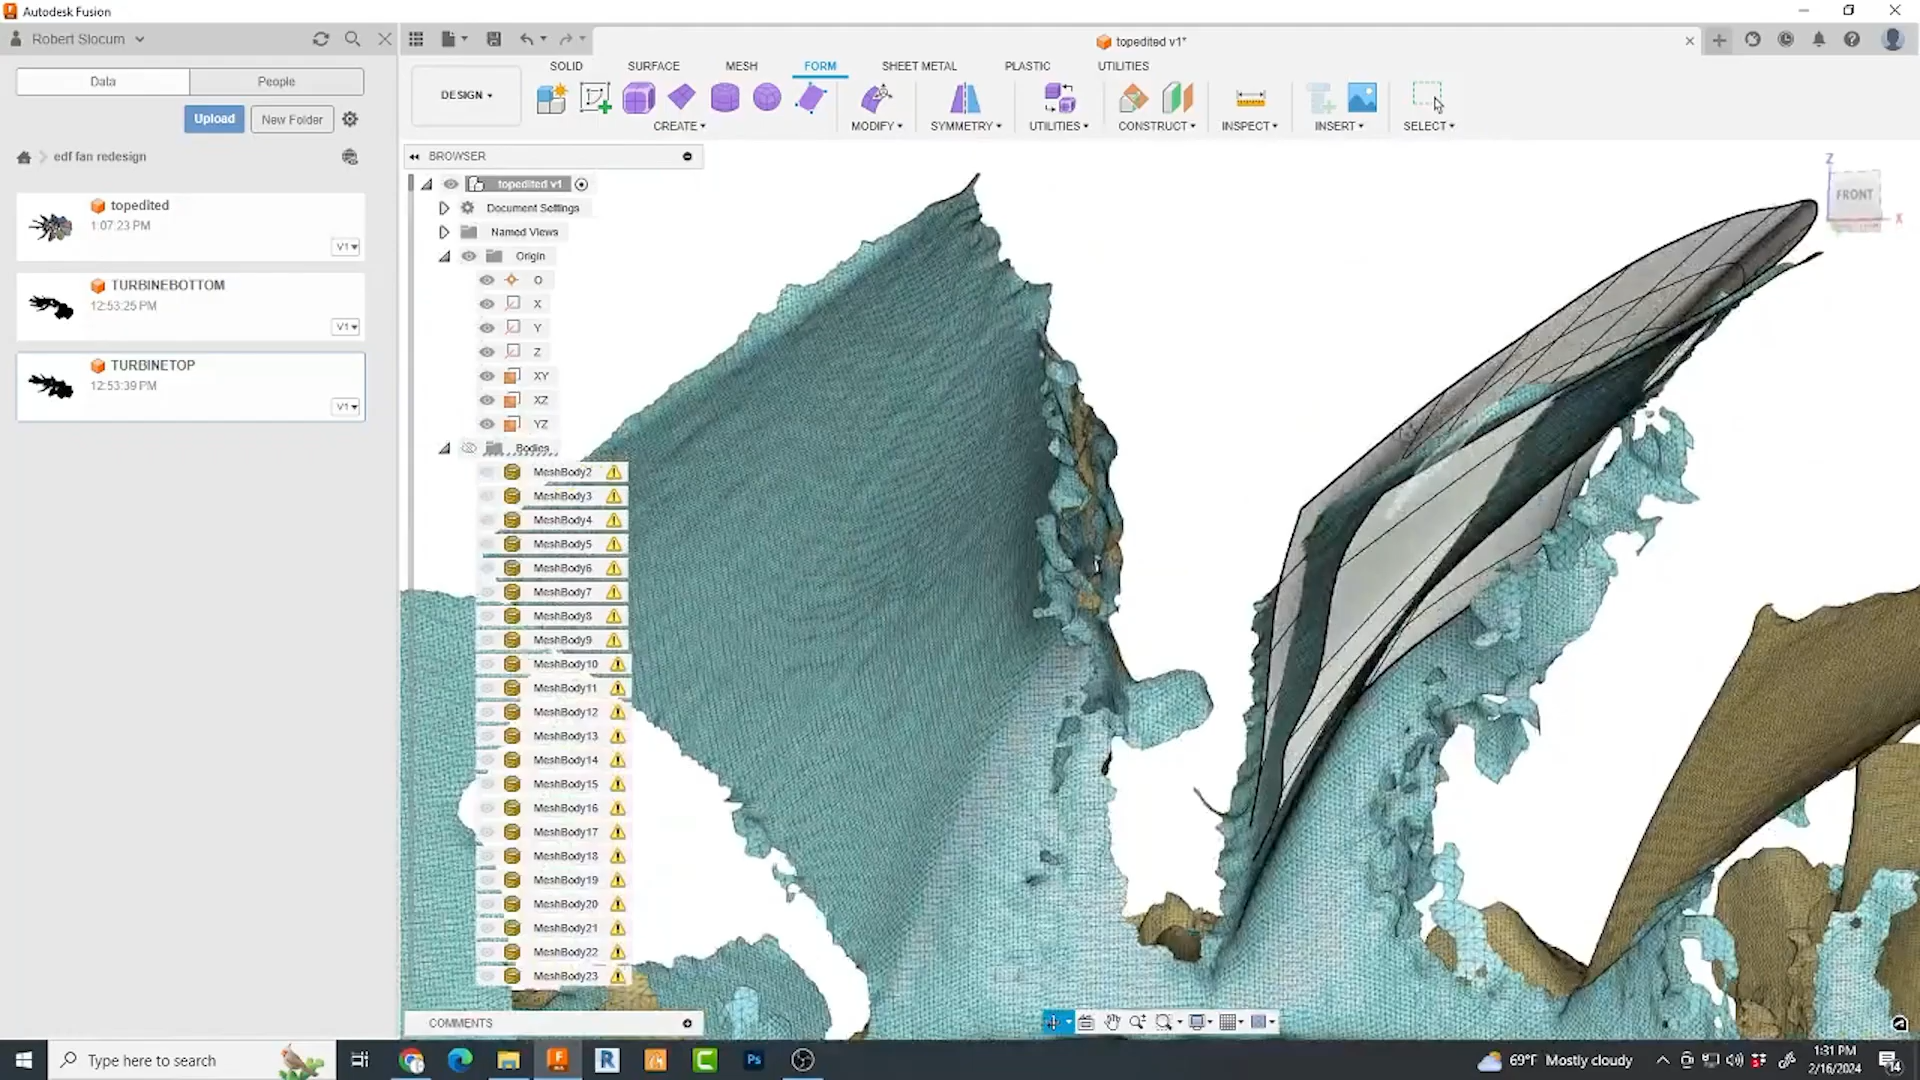 Autodesk Fusion
Robert Slocum
topedited v1*
Data
People
Upload
New Folder
edf fan redesign
topedited
1:07:23 PM
V1
TURBINEBOTTOM
12:53:25 PM
V1
TURBINETOP
12:53:39 PM
V1
SOLID
SURFACE
MESH
FORM
SHEET METAL
PLASTIC
UTILITIES
DESIGN
CREATE
MODIFY
SYMMETRY
UTILITIES
CONSTRUCT
INSPECT
INSERT
SELECT
BROWSER
topedited v1
Document Settings
Named Views
Origin
O
X
Y
Z
XY
XZ
YZ
Bodies
MeshBody2
MeshBody3
MeshBody4
MeshBody5
MeshBody6
MeshBody7
MeshBody8
MeshBody9
MeshBody10
MeshBody11
MeshBody12
MeshBody13
MeshBody14
MeshBody15
MeshBody16
MeshBody17
MeshBody18
MeshBody19
MeshBody20
MeshBody21
MeshBody22
MeshBody23
Z
FRONT
X
COMMENTS
Type here to search
69°F Mostly cloudy
1:31 PM
2/16/2024
14